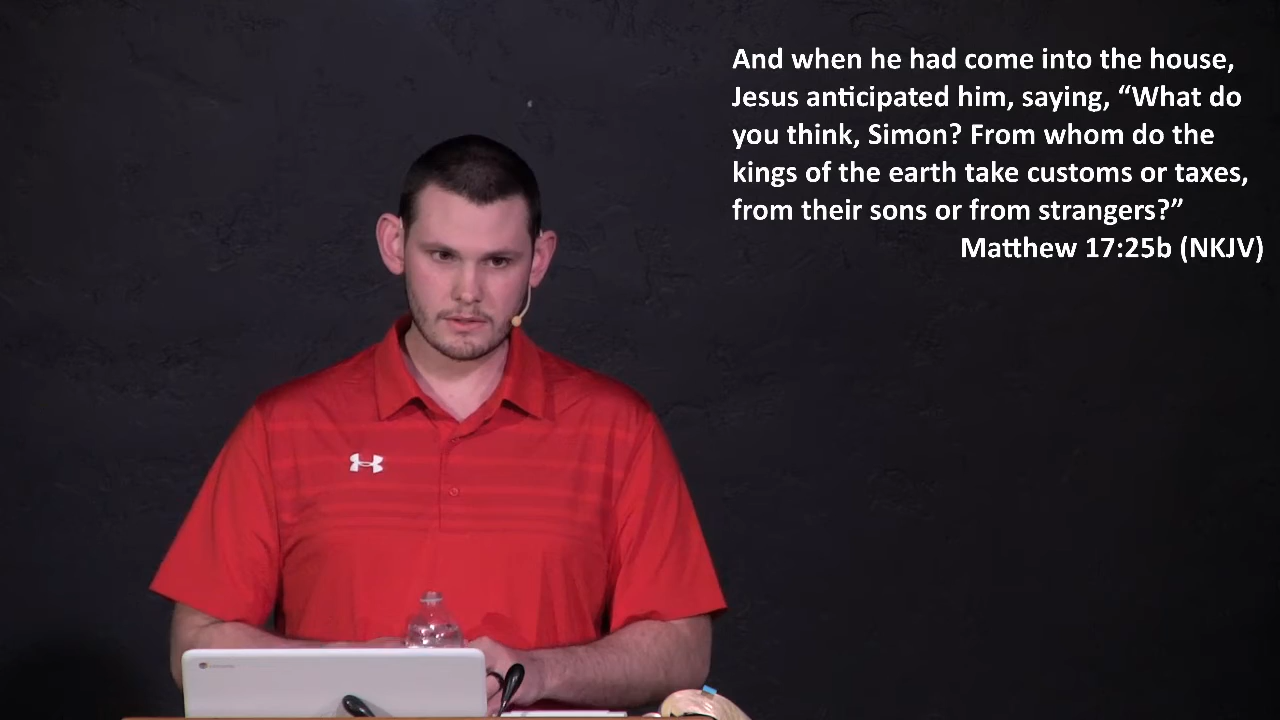 And when he had come into the house,
Jesus anticipated him, saying, “What do
you think, Simon? From whom do the
kings of the earth take customs or taxes,
from their sons or from strangers?”
Matthew 17:25b (NKJV)